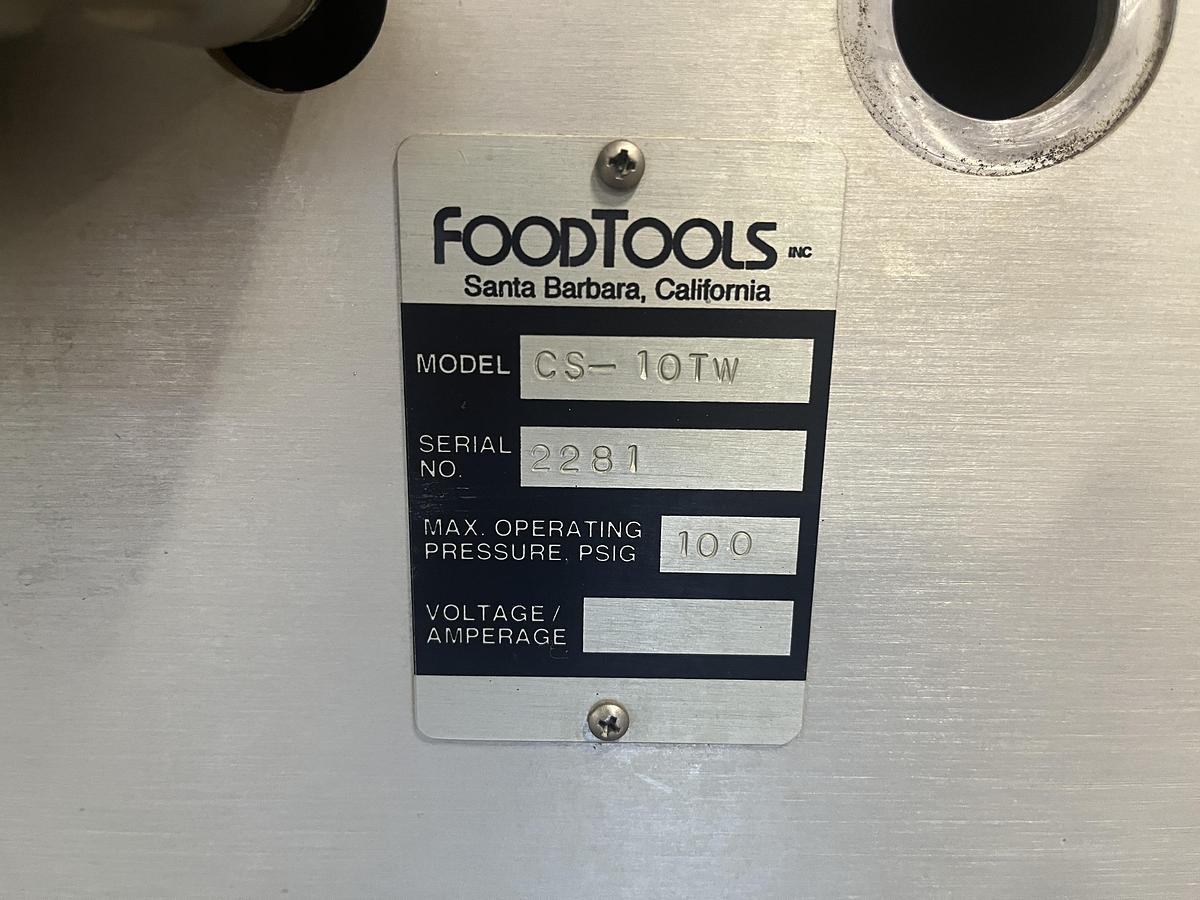 FOODTOOLS INC
Santa Barbara, California
MODEL CS-10TW
SERIAL
NO. 2281
MAX. OPERATING
PRESSURE, PSIG 100
VOLTAGE/
AMPERAGE